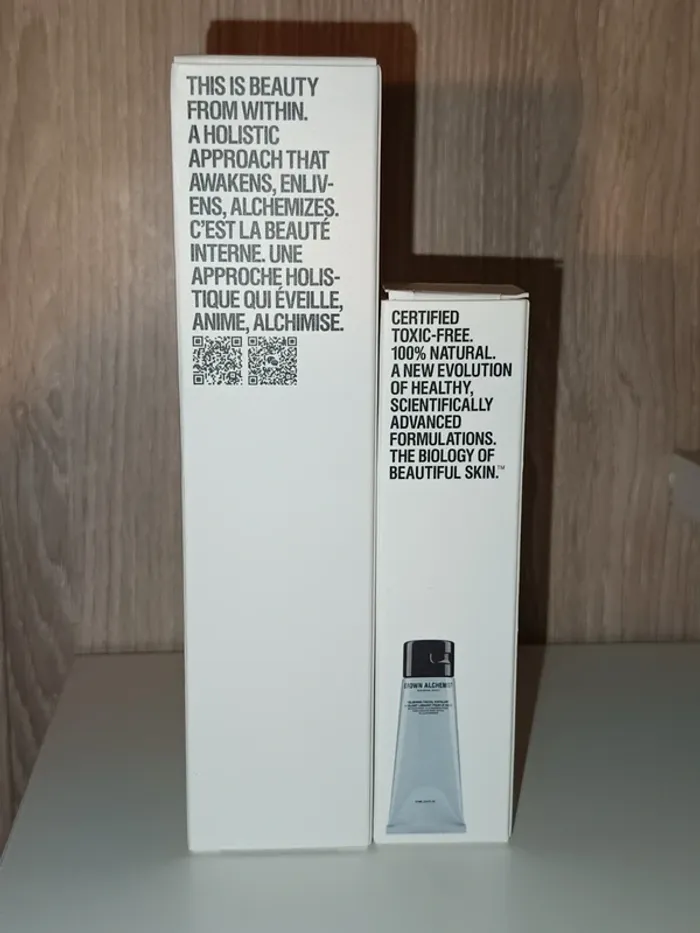 THIS IS BEAUTY
FROM WITHIN.
A HOLISTIC
APPROACH THAT
AWAKENS, ENLIV-
ENS, ALCHEMIZES.
C'EST LA BEAUTÉ
INTERNE. UNE
APPROCHE HOLIS-
TIQUE QUI ÉVEILLE,
ANIME, ALCHIMISE.
CERTIFIED
TOXIC-FREE.
100% NATURAL.
A NEW EVOLUTION
OF HEALTHY,
SCIENTIFICALLY
ADVANCED
FORMULATIONS.
THE BIOLOGY OF
BEAUTIFUL SKIN.™